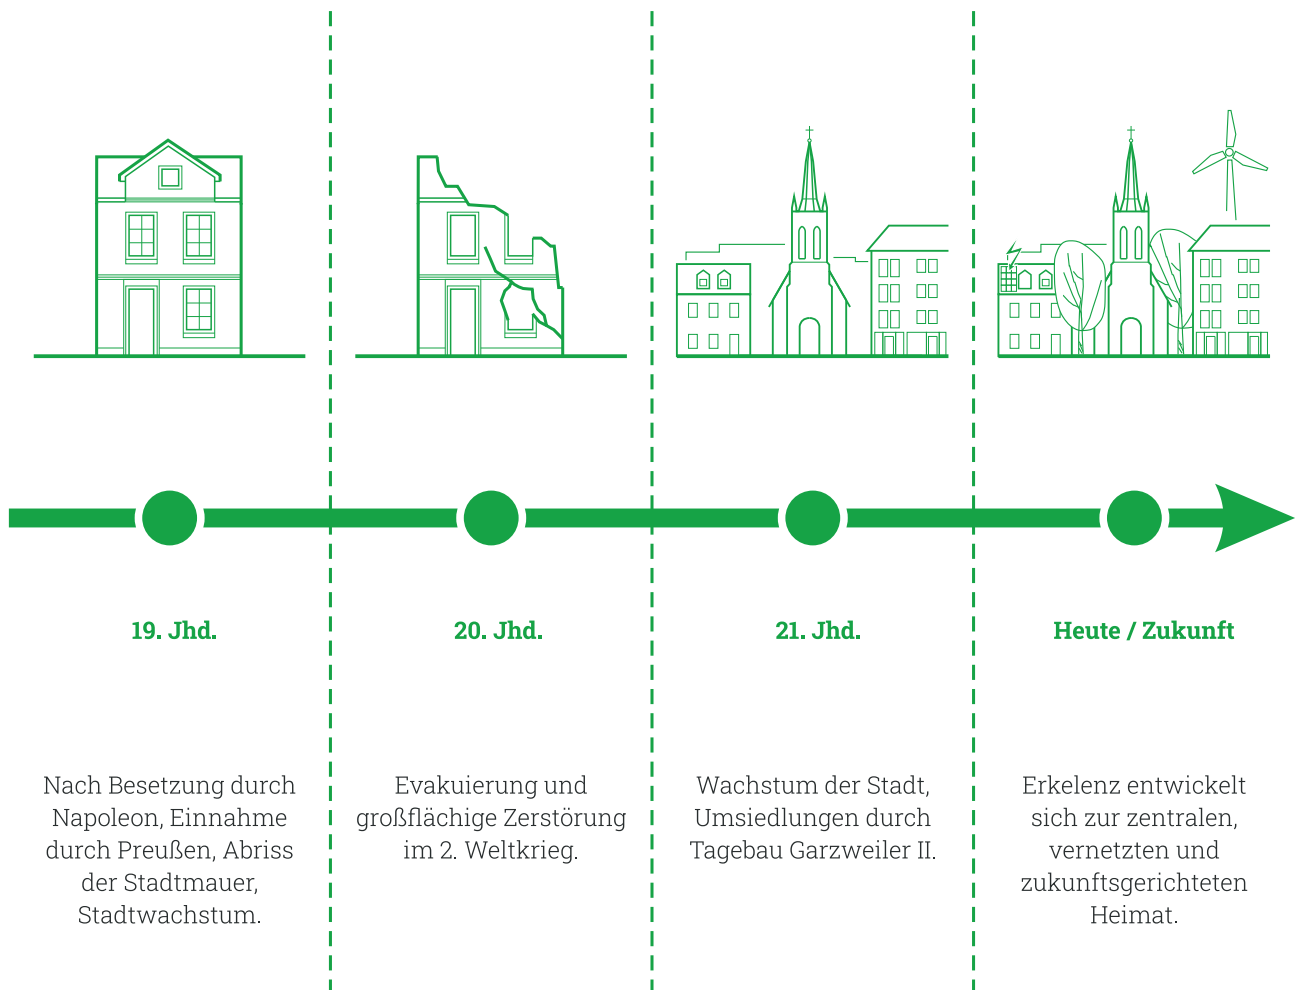 19. Jhd.
Nach Besetzung durch
Napoleon, Einnahme
durch Preußen, Abriss
der Stadtmauer,
Stadtwachstum.
20. Jhd.
Evakuierung und
großflächige Zerstörung
im 2. Weltkrieg.
21. Jhd.
Wachstum der Stadt,
Umsiedlungen durch
Tagebau Garzweiler II.
Heute / Zukunft
Erkelenz entwickelt
sich zur zentralen,
vernetzten und
zukunftsgerichteten
Heimat.